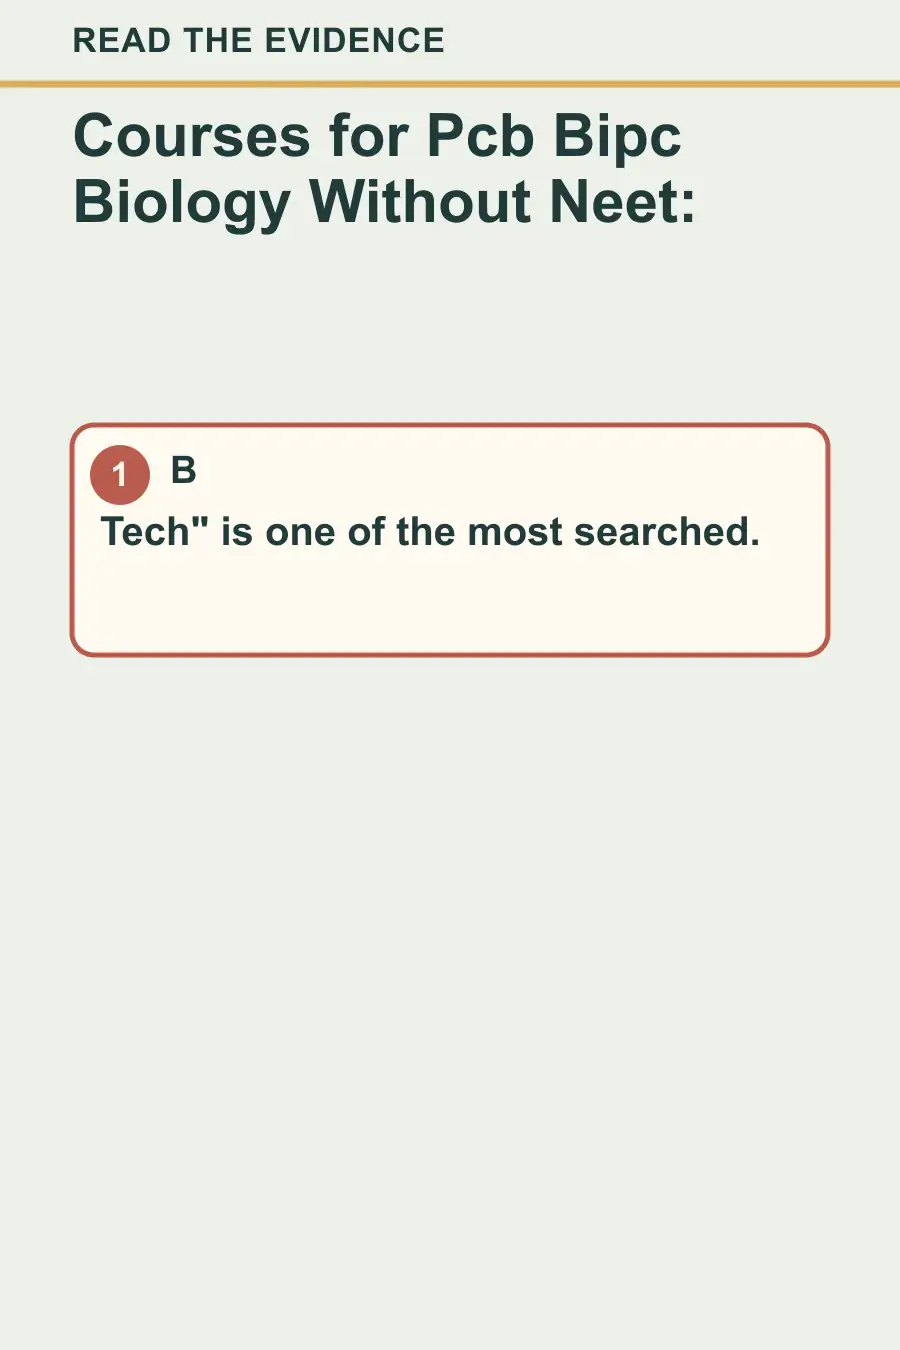 READ THE EVIDENCE
Courses for Pcb Bipc
Biology Without Neet:
1 B
Tech" is one of the most searched.